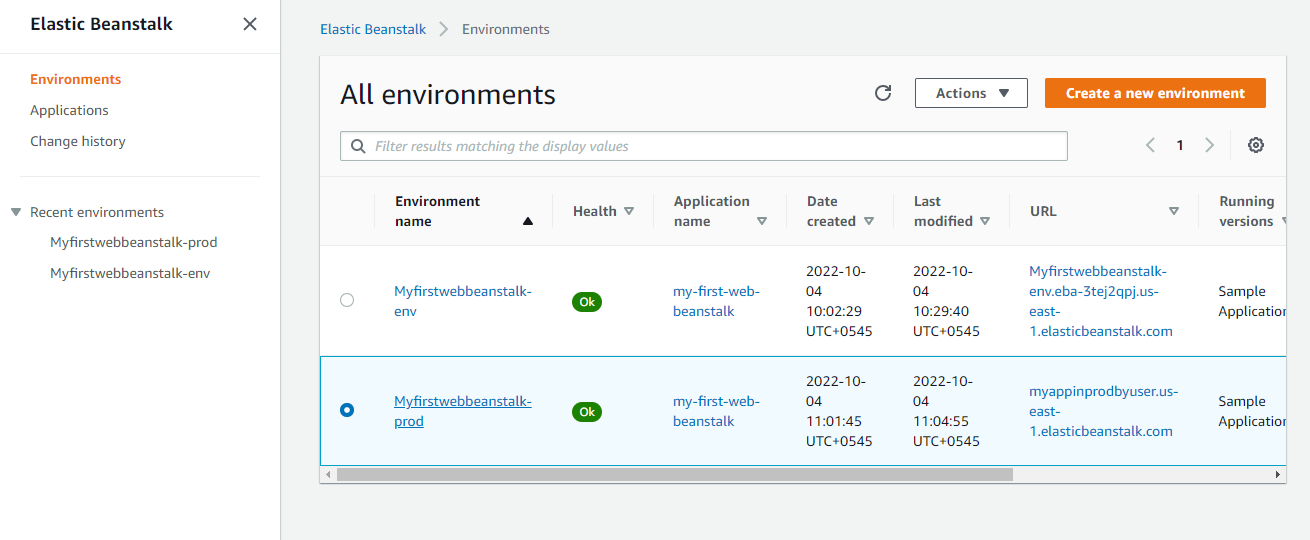 Elastic Beanstalk
Environments
Applications
Change history
Recent environments
Myfirstwebbeanstalk-prod
Myfirstwebbeanstalk-env
Elastic Beanstalk
Environments
All environments
Actions
Create a new environment
Filter results matching the display values
1
Environment
name
Health
Application
name
Date
created
Last
modified
URL
Running
versions
Myfirstwebbeanstalk-
env
Ok
my-first-web-
beanstalk
2022-10-
04
10:02:29
UTC+0545
2022-10-
04
10:29:40
UTC+0545
Myfirstwebbeanstalk-
env.eba-3tej2qpj.us-
east-
1.elasticbeanstalk.com
Sample
Application
Myfirstwebbeanstalk-
prod
Ok
my-first-web-
beanstalk
2022-10-
04
11:01:45
UTC+0545
2022-10-
04
11:04:55
UTC+0545
myappinprodbyuser.us-
east-
1.elasticbeanstalk.com
Sample
Application